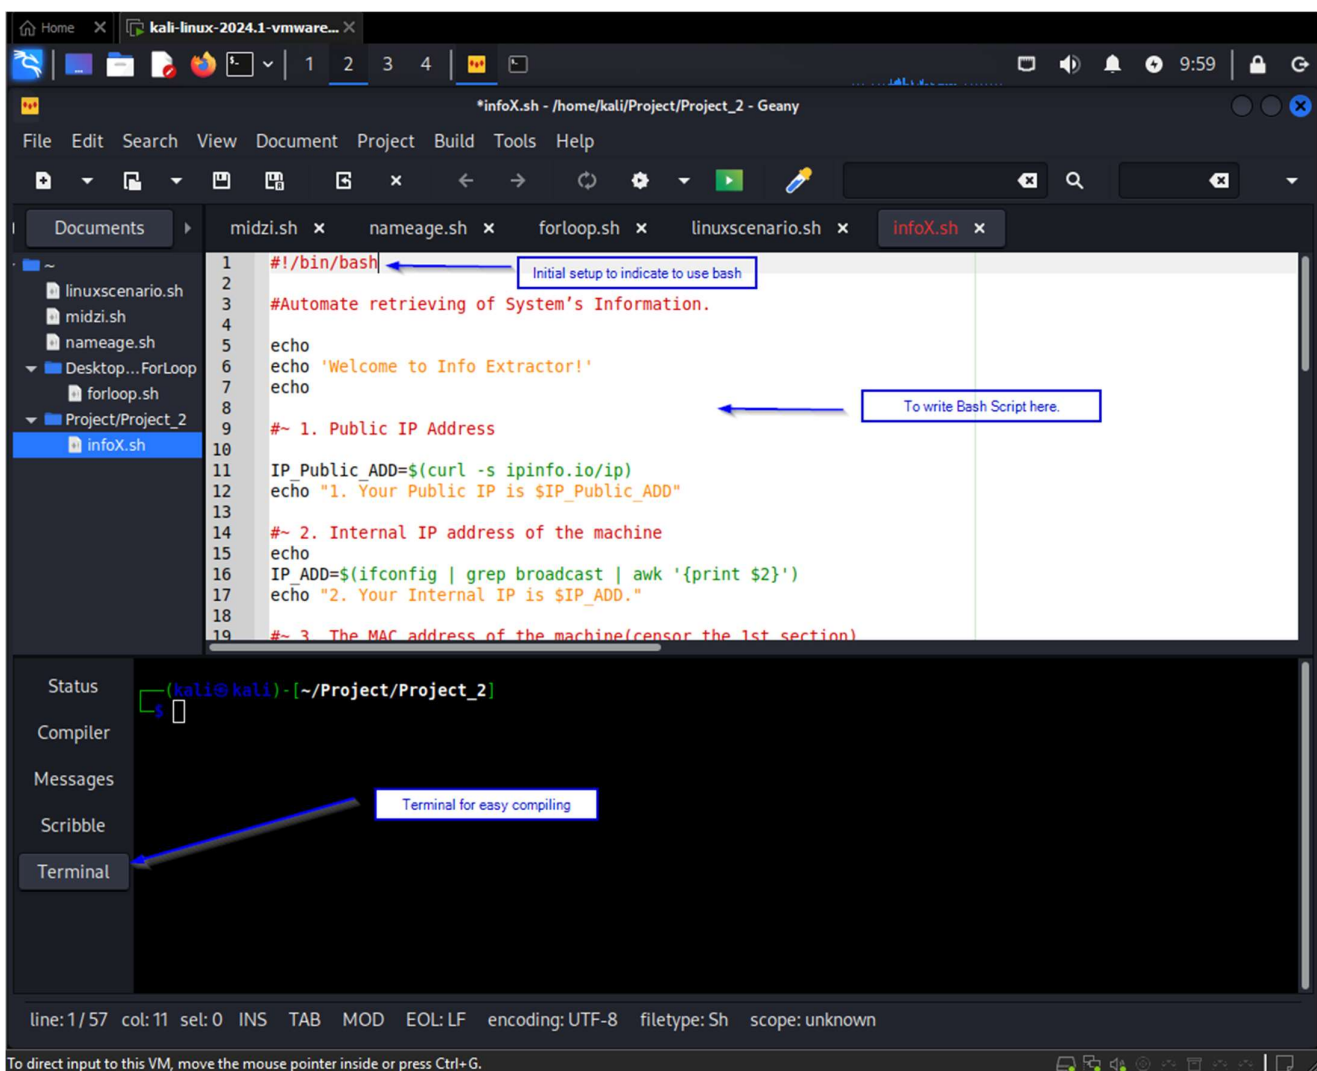 Home
kali-linux-2024.1-vmware...
1 2 3 4
9:59
*infoX.sh - /home/kali/Project/Project_2 - Geany
File Edit Search View Document Project Build Tools Help
Documents
midzi.sh nameage.sh forloop.sh linuxscenario.sh infoX.sh
~
linuxscenario.sh
midzi.sh
nameage.sh
Desktop...ForLoop
forloop.sh
Project/Project_2
infoX.sh
1 #!/bin/bash
Initial setup to indicate to use bash
2
3 #Automate retrieving of System’s Information.
4
5 echo
6 echo 'Welcome to Info Extractor!'
7 echo
8
To write Bash Script here.
9 #~ 1. Public IP Address
10
11 IP_Public_ADD=$(curl -s ipinfo.io/ip)
12 echo "1. Your Public IP is $IP_Public_ADD"
13
14 #~ 2. Internal IP address of the machine
15 echo
16 IP_ADD=$(ifconfig | grep broadcast | awk '{print $2}')
17 echo "2. Your Internal IP is $IP_ADD."
18
19 #~ 3. The MAC address of the machine(censor the 1st section)
Status
Compiler
Messages
Scribble
Terminal
(kali㉿kali)-[~/Project/Project_2]
$
Terminal for easy compiling
line: 1 / 57 col: 11 sel: 0 INS TAB MOD EOL: LF encoding: UTF-8 filetype: Sh scope: unknown
To direct input to this VM, move the mouse pointer inside or press Ctrl+G.